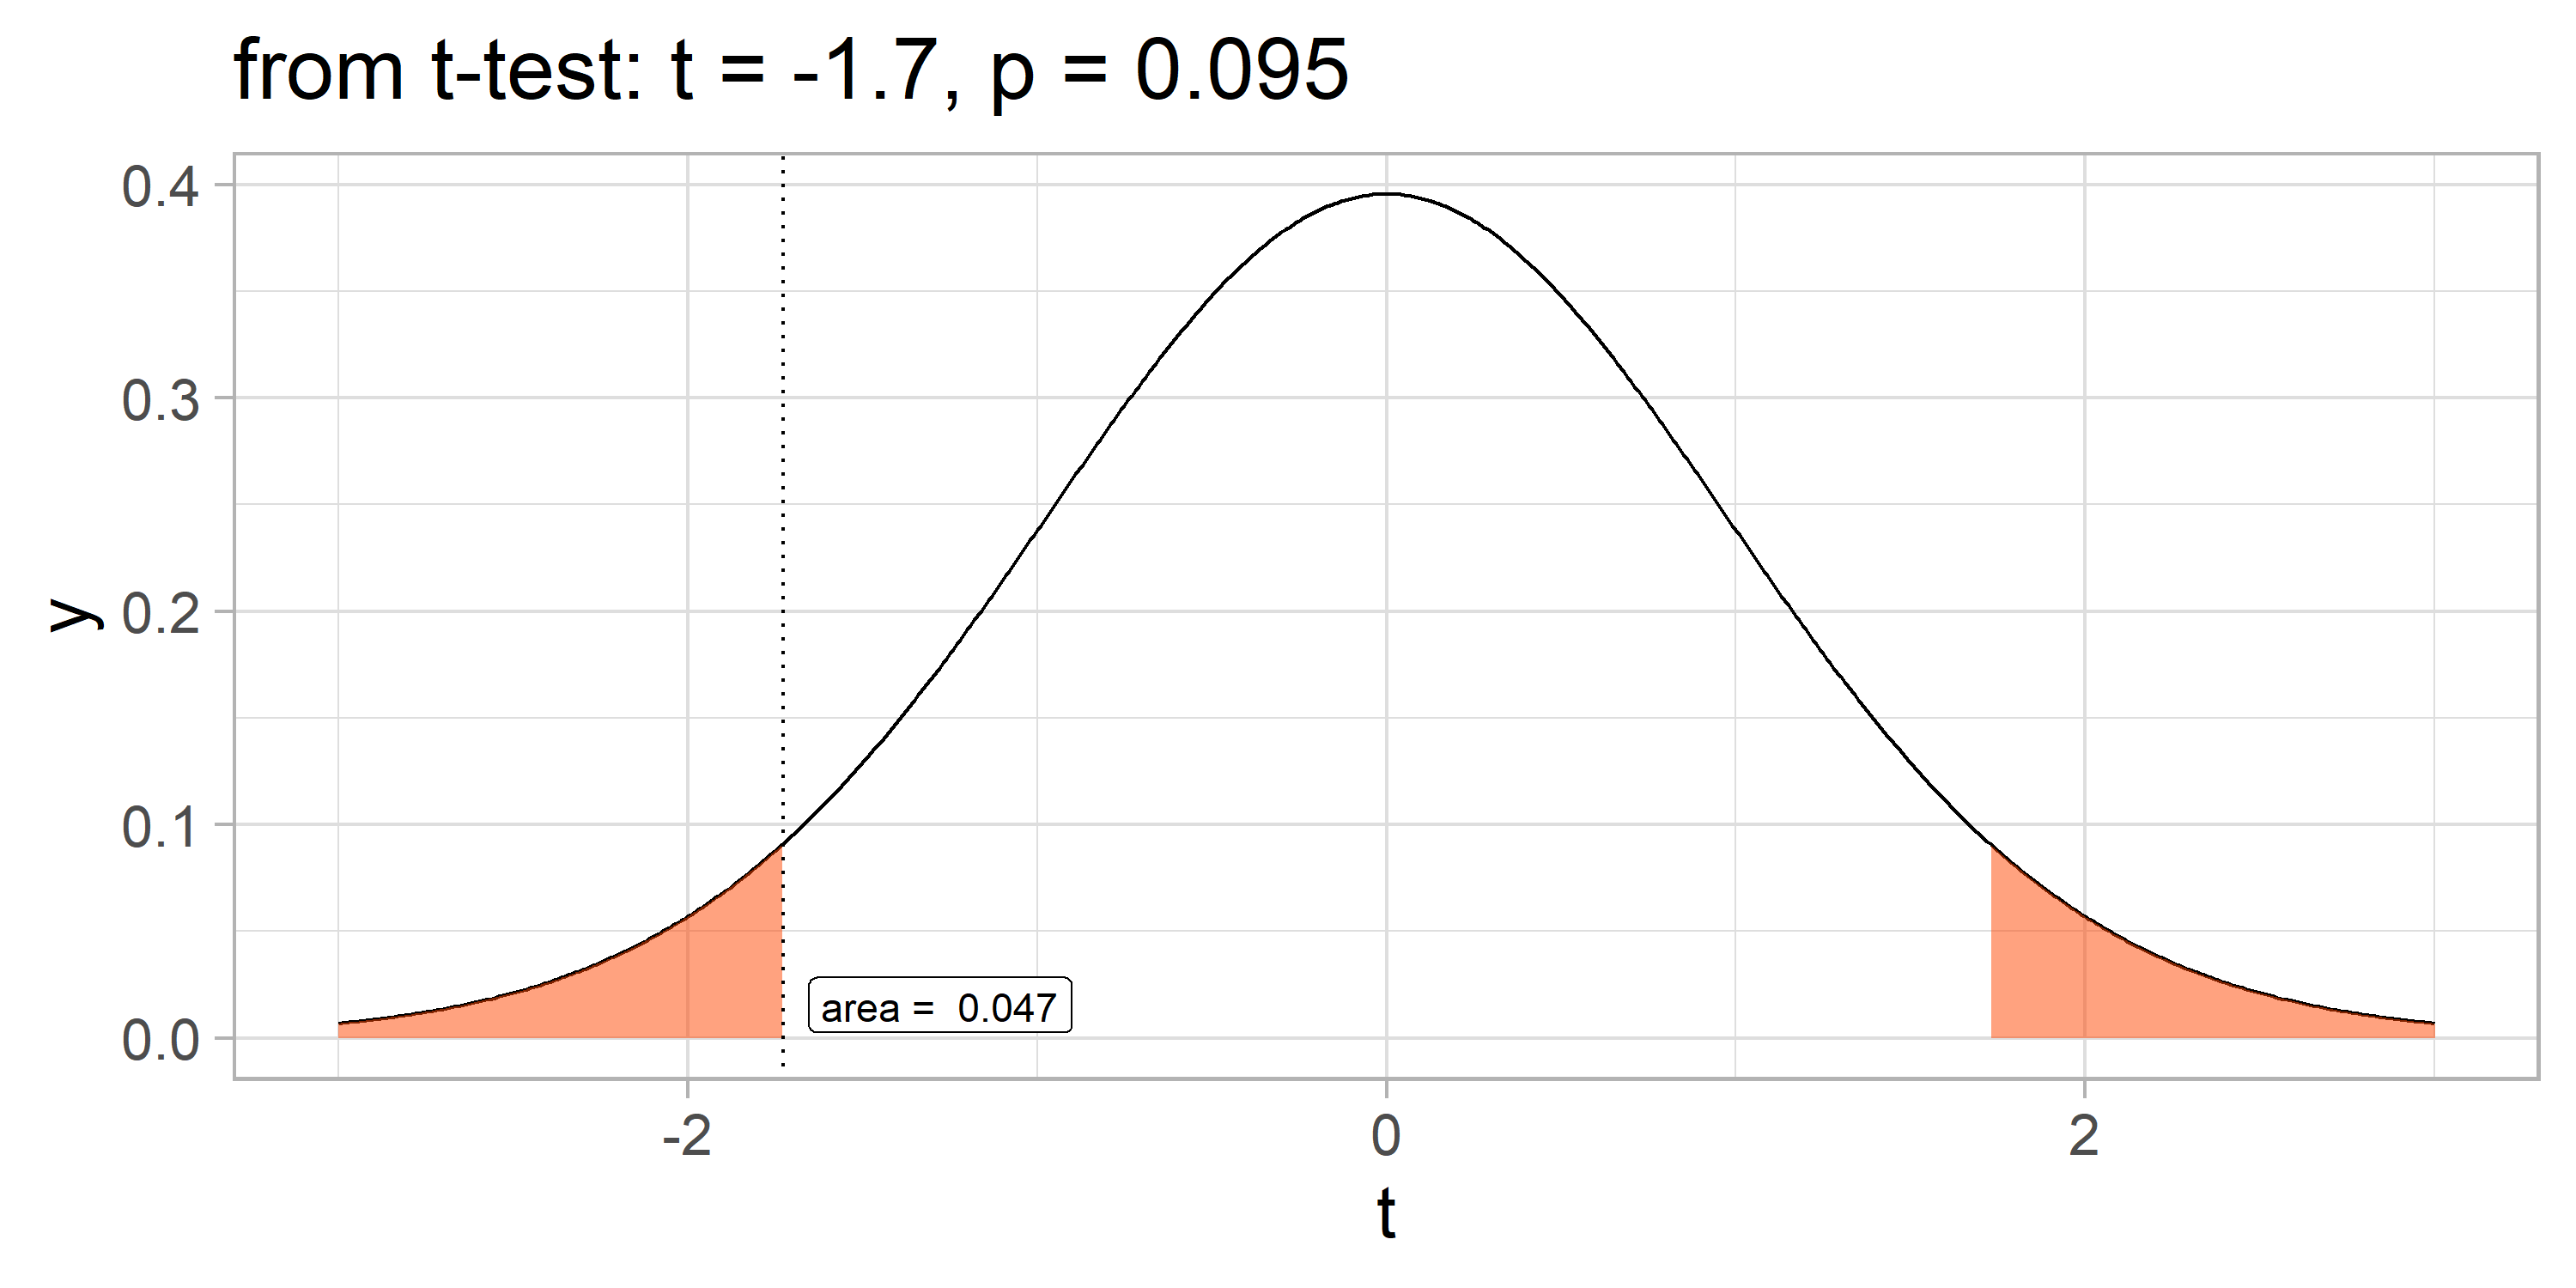 from t-test: t = -1.7, p = 0.095
0.4
0.3
0.2
0.1
0.0
y
area =  0.047
-2 0 2
t